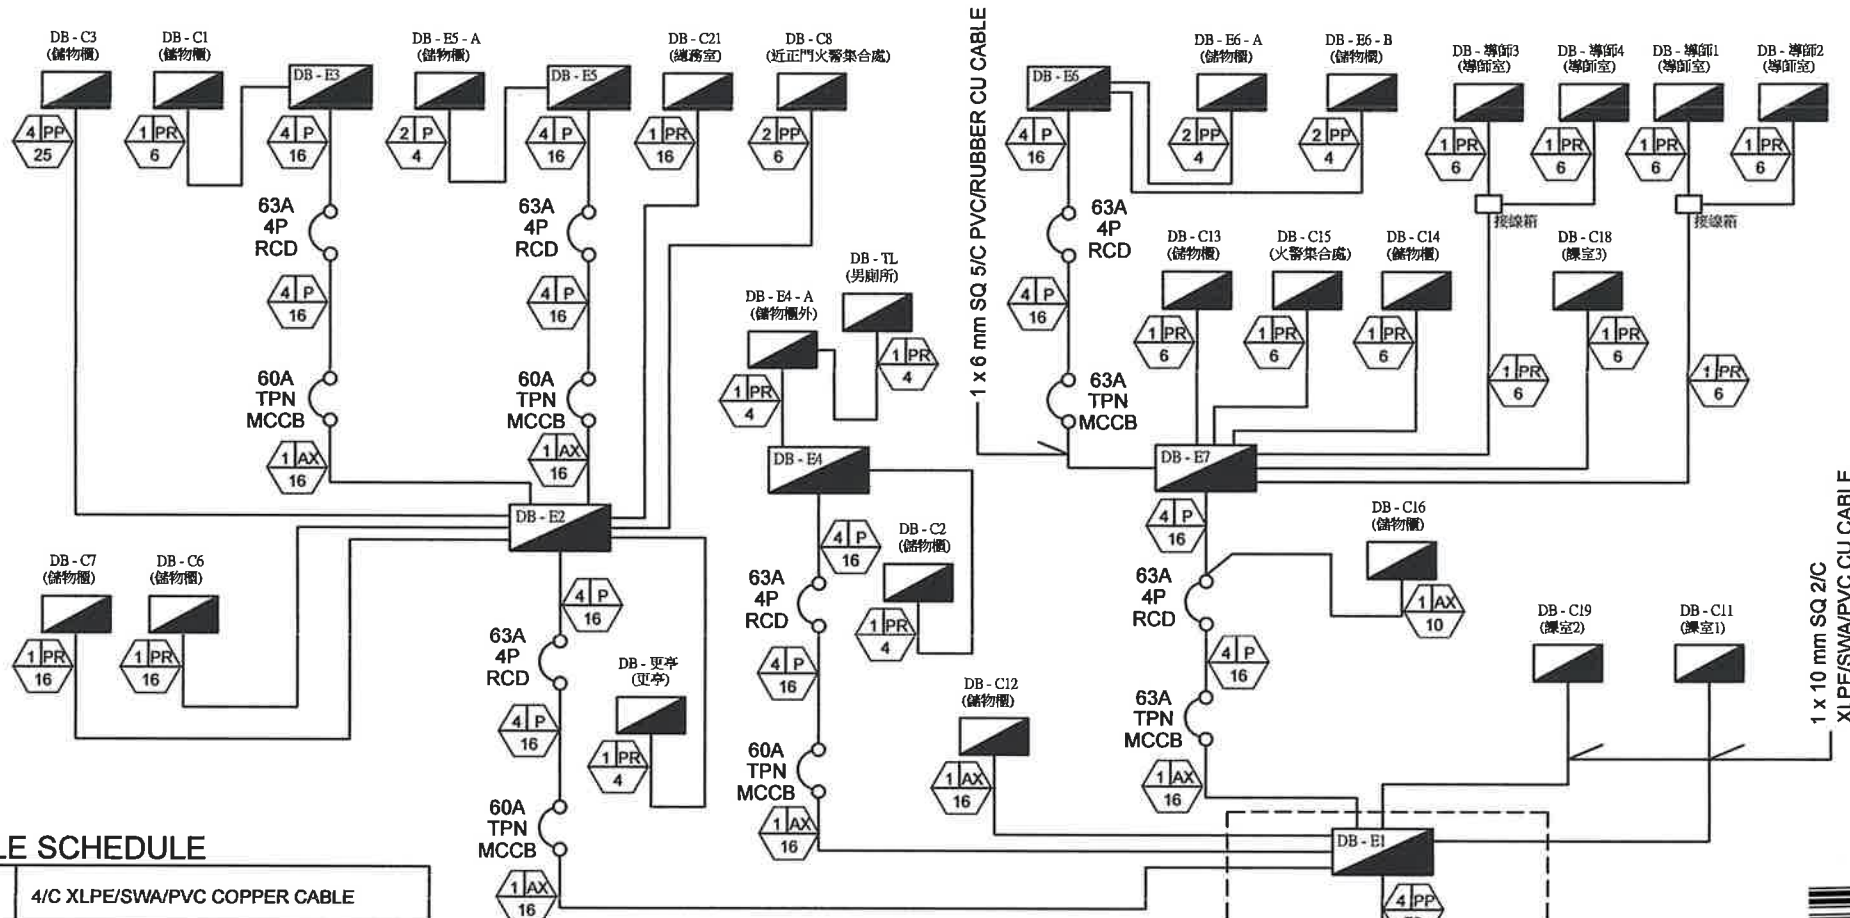 DB - C3
(儲物櫃)
4 PP
25
DB - C1
(儲物櫃)
1 PR
6
DB - E3
4 P
16
63A
4P
RCD
4 P
16
60A
TPN
MCCB
1 AX
16
DB - E5 - A
(儲物櫃)
2 P
4
DB - E5
4 P
16
63A
4P
RCD
4 P
16
60A
TPN
MCCB
1 AX
16
DB - C21
(總務室)
1 PR
16
DB - C8
(近正門火警集合處)
2 PP
6
DB - E2
DB - C7
(儲物櫃)
1 PR
16
DB - C6
(儲物櫃)
1 PR
16
4 P
16
63A
4P
RCD
4 P
16
60A
TPN
MCCB
1 AX
16
DB - 更亭
(更亭)
1 PR
4
DB - TL
(男廁所)
1 PR
4
DB - E4 - A
(儲物櫃外)
1 PR
4
DB - E4
4 P
16
63A
4P
RCD
4 P
16
60A
TPN
MCCB
1 AX
16
DB - C2
(儲物櫃)
1 PR
4
DB - C12
(儲物櫃)
1 AX
16
1 x 6 mm SQ 5/C PVC/RUBBER CU CABLE
DB - E6
4 P
16
63A
4P
RCD
4 P
16
63A
TPN
MCCB
DB - E6 - A
(儲物櫃)
2 PP
4
DB - E6 - B
(儲物櫃)
2 PP
4
DB - 導師3
(導師室)
1 PR
6
DB - 導師4
(導師室)
1 PR
6
DB - 導師1
(導師室)
1 PR
6
DB - 導師2
(導師室)
1 PR
6
接線箱
接線箱
DB - C13
(儲物櫃)
1 PR
6
DB - C15
(火警集合處)
1 PR
6
DB - C14
(儲物櫃)
1 PR
6
DB - C18
(課室3)
1 PR
6
1 PR
6
1 PR
6
DB - E7
4 P
16
63A
4P
RCD
4 P
16
63A
TPN
MCCB
1 AX
16
DB - C16
(儲物櫃)
1 AX
10
DB - C19
(課室2)
DB - C11
(課室1)
1 x 10 mm SQ 2/C
XLPE/SWA/PVC CU CABLE
DB - E1
4 PP
LE SCHEDULE
4/C XLPE/SWA/PVC COPPER CABLE